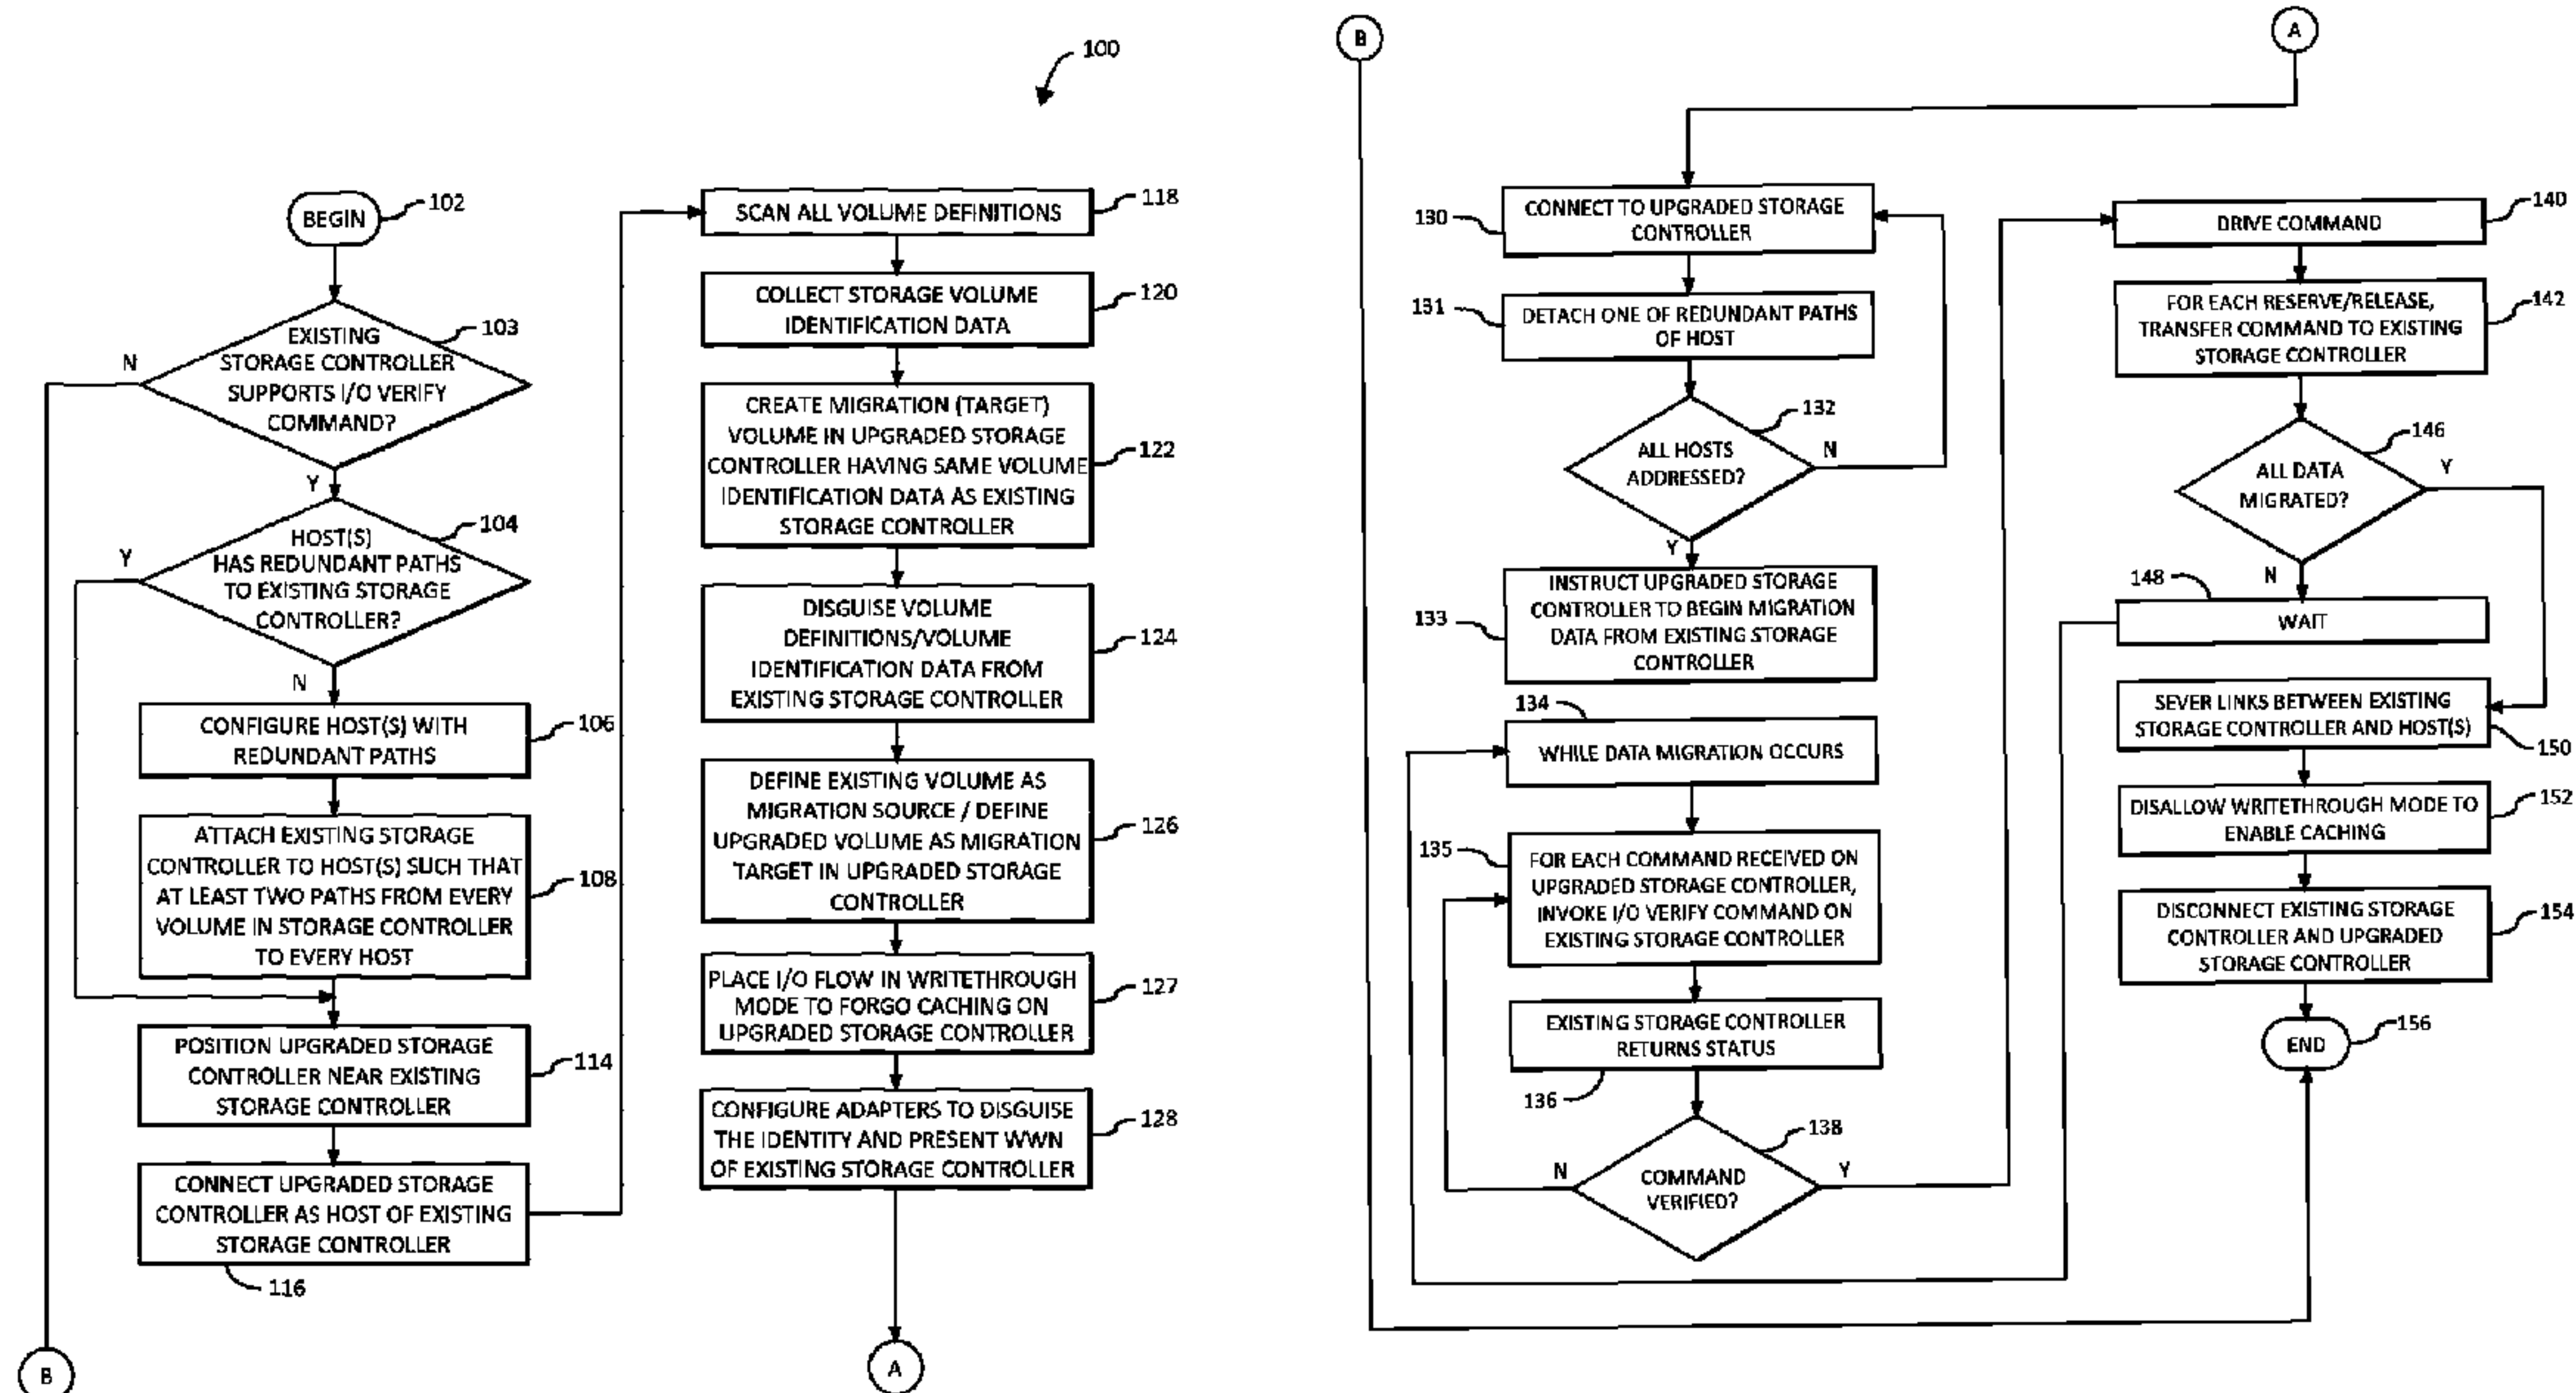 100
BEGIN
102
EXISTING
STORAGE CONTROLLER
SUPPORTS I/O VERIFY
COMMAND?
103
N
Y
HOST(S)
HAS REDUNDANT PATHS
TO EXISTING STORAGE
CONTROLLER?
104
Y
N
CONFIGURE HOST(S) WITH
REDUNDANT PATHS
106
ATTACH EXISTING STORAGE
CONTROLLER TO HOST(S) SUCH THAT
AT LEAST TWO PATHS FROM EVERY
VOLUME IN STORAGE CONTROLLER
TO EVERY HOST
108
POSITION UPGRADED STORAGE
CONTROLLER NEAR EXISTING
STORAGE CONTROLLER
114
CONNECT UPGRADED STORAGE
CONTROLLER AS HOST OF EXISTING
STORAGE CONTROLLER
116
B
SCAN ALL VOLUME DEFINITIONS
118
COLLECT STORAGE VOLUME
IDENTIFICATION DATA
120
CREATE MIGRATION (TARGET)
VOLUME IN UPGRADED STORAGE
CONTROLLER HAVING SAME VOLUME
IDENTIFICATION DATA AS EXISTING
STORAGE CONTROLLER
122
DISGUISE VOLUME
DEFINITIONS/VOLUME
IDENTIFICATION DATA FROM
EXISTING STORAGE CONTROLLER
124
DEFINE EXISTING VOLUME AS
MIGRATION SOURCE / DEFINE
UPGRADED VOLUME AS MIGRATION
TARGET IN UPGRADED STORAGE
CONTROLLER
126
PLACE I/O FLOW IN WRITETHROUGH
MODE TO FORGO CACHING ON
UPGRADED STORAGE CONTROLLER
127
CONFIGURE ADAPTERS TO DISGUISE
THE IDENTITY AND PRESENT WWN
OF EXISTING STORAGE CONTROLLER
128
A
B
A
CONNECT TO UPGRADED STORAGE
CONTROLLER
130
DETACH ONE OF REDUNDANT PATHS
OF HOST
131
ALL HOSTS
ADDRESSED?
132
N
Y
INSTRUCT UPGRADED STORAGE
CONTROLLER TO BEGIN MIGRATION
DATA FROM EXISTING STORAGE
CONTROLLER
133
134
WHILE DATA MIGRATION OCCURS
135
FOR EACH COMMAND RECEIVED ON
UPGRADED STORAGE CONTROLLER,
INVOKE I/O VERIFY COMMAND ON
EXISTING STORAGE CONTROLLER
EXISTING STORAGE CONTROLLER
RETURNS STATUS
136
COMMAND
VERIFIED?
138
N
Y
DRIVE COMMAND
140
FOR EACH RESERVE/RELEASE,
TRANSFER COMMAND TO EXISTING
STORAGE CONTROLLER
142
ALL DATA
MIGRATED?
146
Y
N
148
WAIT
SEVER LINKS BETWEEN EXISTING
STORAGE CONTROLLER AND HOST(S)
150
DISALLOW WRITETHROUGH MODE TO
ENABLE CACHING
152
DISCONNECT EXISTING STORAGE
CONTROLLER AND UPGRADED
STORAGE CONTROLLER
154
END
156